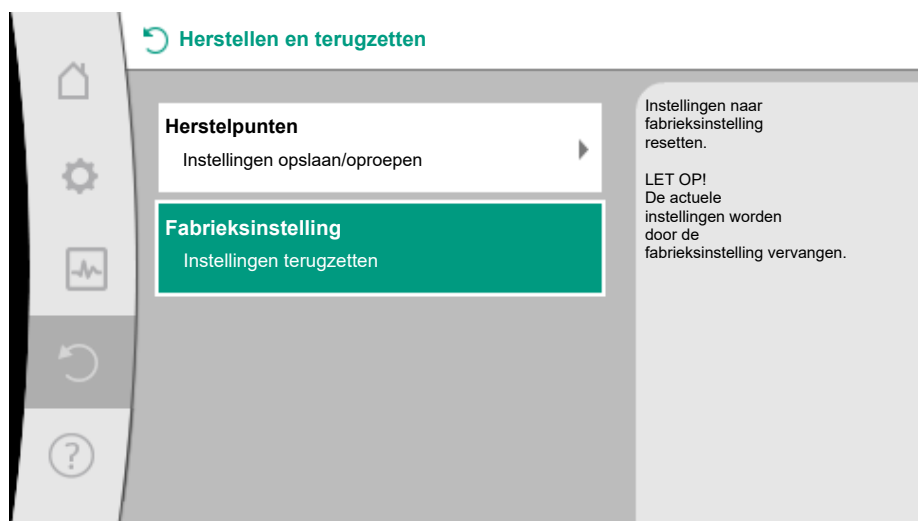 Herstellen en terugzetten
Herstelpunten
Instellingen opslaan/oproepen
Fabrieksinstelling
Instellingen terugzetten
Instellingen naar
fabrieksinstelling
resetten.
LET OP!
De actuele
instellingen worden
door de
fabrieksinstelling vervangen.
?